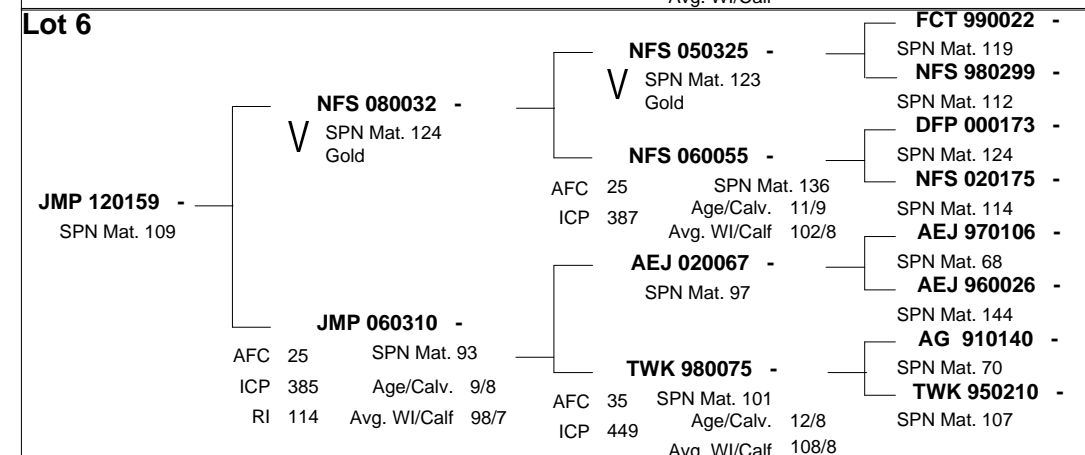 Avg. WI/Calf
Lot 6
JMP 120159 -
SPN Mat. 109
NFS 080032 -
V
SPN Mat. 124
Gold
JMP 060310 -
AFC 25 SPN Mat. 93
ICP 385 Age/Calv. 9/8
RI 114 Avg. WI/Calf 98/7
NFS 050325 -
V
SPN Mat. 123
Gold
NFS 060055 -
AFC 25 SPN Mat. 136
ICP 387 Age/Calv. 11/9
Avg. WI/Calf 102/8
AEJ 020067 -
SPN Mat. 97
TWK 980075 -
AFC 35 SPN Mat. 101
ICP 449 Age/Calv. 12/8
Avg. WI/Calf 108/8
FCT 990022 -
SPN Mat. 119
NFS 980299 -
SPN Mat. 112
DFP 000173 -
SPN Mat. 124
NFS 020175 -
SPN Mat. 114
AEJ 970106 -
SPN Mat. 68
AEJ 960026 -
SPN Mat. 144
AG 910140 -
SPN Mat. 70
TWK 950210 -
SPN Mat. 107